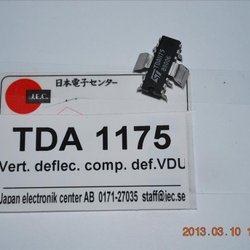 日本電子センター
J.E.C.
TDA1175
TDA 1175
Vert. deflec. comp. def.VDU
Japan electronik center AB 0171-27035 staff@jec.se
2013.03.10